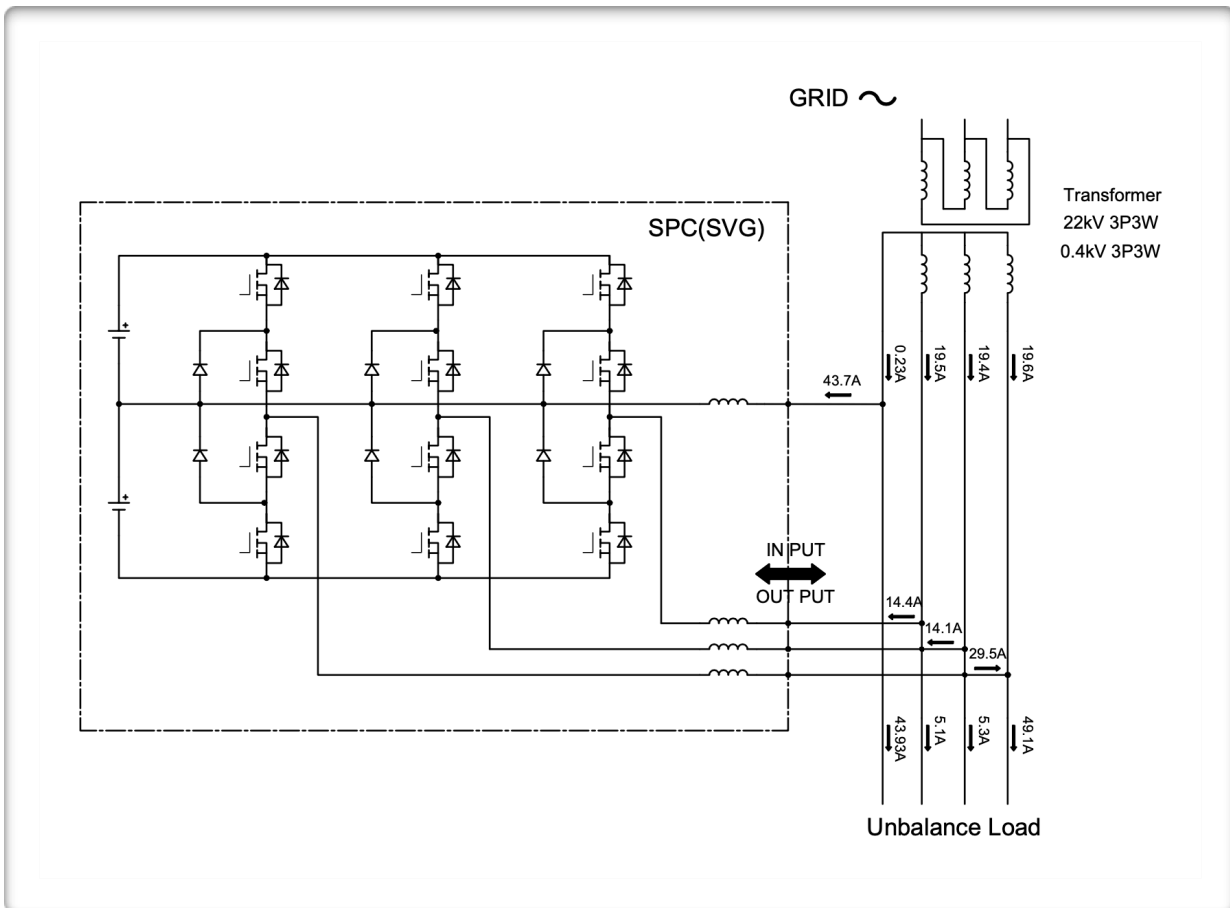 GRID
Transformer
22kV 3P3W
0.4kV 3P3W
SPC(SVG)
+
+
0.23A
19.5A
19.4A
19.6A
43.7A
IN PUT
OUT PUT
14.4A
14.1A
29.5A
43.93A
5.1A
5.3A
49.1A
Unbalance Load